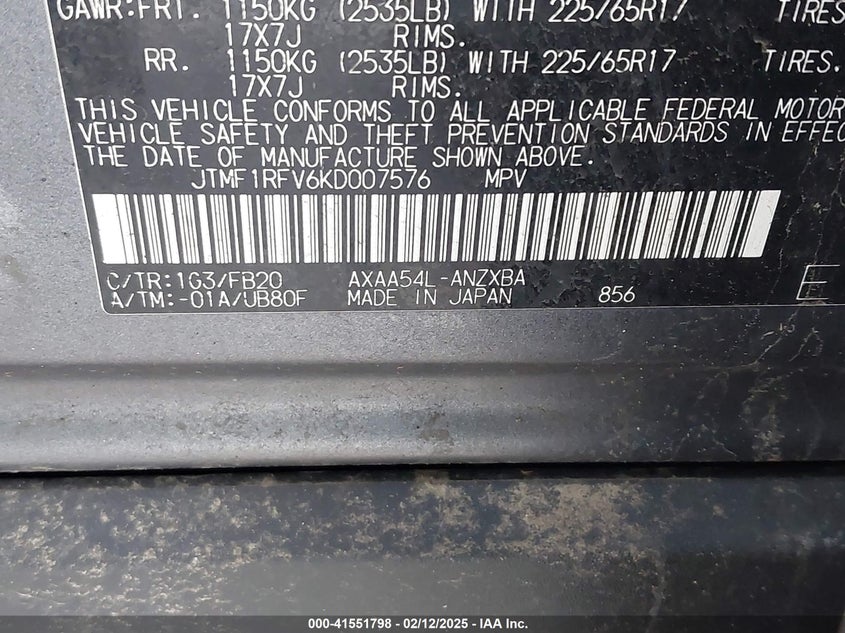 GAWR:FRT. 1150KG (2535LB) WITH 225/65R17 TIRES
17X7J RIMS.
RR. 1150KG (2535LB) WITH 225/65R17 TIRES.
17X7J RIMS.
THIS VEHICLE CONFORMS TO ALL APPLICABLE FEDERAL MOTOR
VEHICLE SAFETY AND THEFT PREVENTION STANDARDS IN EFFEC
THE DATE OF MANUFACTURE SHOWN ABOVE.
JTMF1RFV6KD007576 MPV
C/TR:1G3/FB20 AXAA54L-ANZXBA
A/TM:-01A/UB80F MADE IN JAPAN 856 E
000-41551798 - 02/12/2025 - IAA Inc.